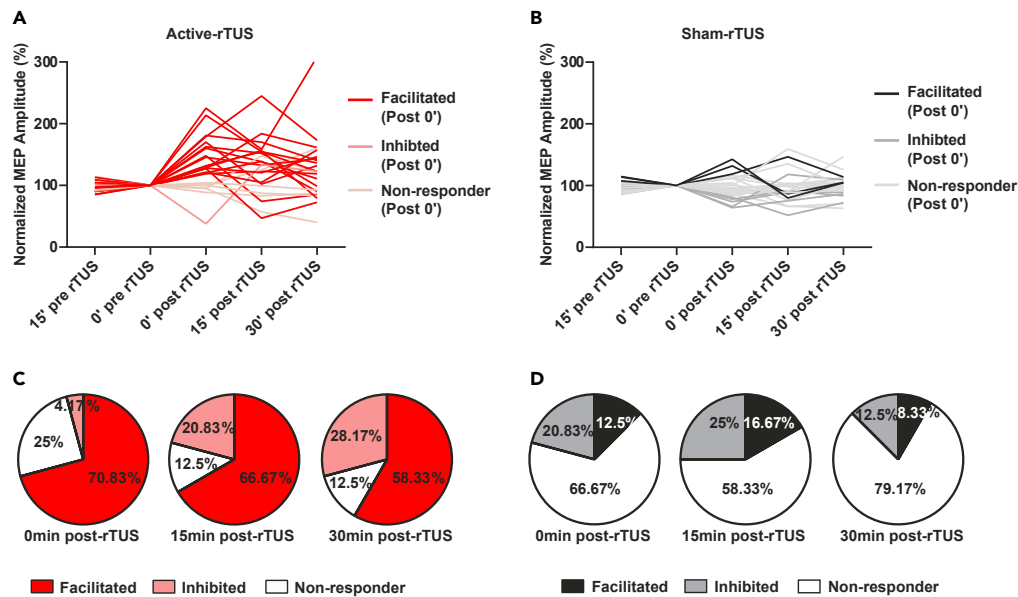 A
Active-rTUS
Normalized MEP Amplitude (%)
300
200
100
0
15' pre rTUS
0' pre rTUS
0' post rTUS
15' post rTUS
30' post rTUS
Facilitated
(Post 0')
Inhibted
(Post 0')
Non-responder
(Post 0')
B
Sham-rTUS
Normalized MEP Amplitude (%)
300
200
100
0
15' pre rTUS
0' pre rTUS
0' post rTUS
15' post rTUS
30' post rTUS
Facilitated
(Post 0')
Inhibted
(Post 0')
Non-responder
(Post 0')
C
4.17%
25%
70.83%
0min post-rTUS
20.83%
12.5%
66.67%
15min post-rTUS
28.17%
12.5%
58.33%
30min post-rTUS
Facilitated
Inhibited
Non-responder
D
20.83%
12.5%
66.67%
0min post-rTUS
25%
16.67%
58.33%
15min post-rTUS
12.5%
8.33%
79.17%
30min post-rTUS
Facilitated
Inhibited
Non-responder